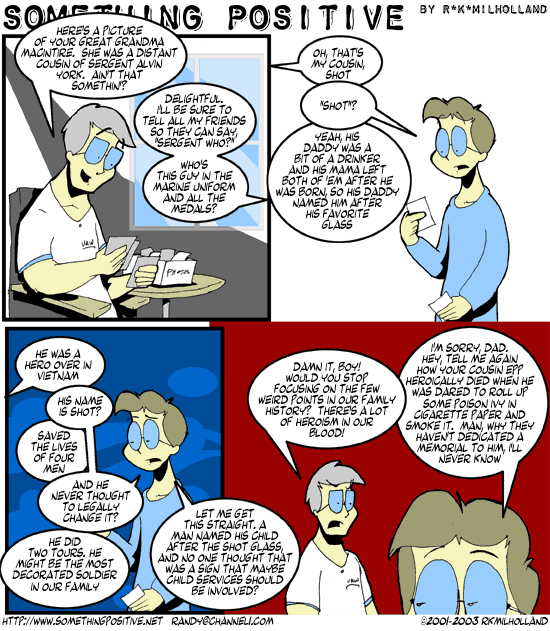 SOMETHING POSITIVE
BY R*K*MILHOLLAND
HERE'S A PICTURE
OF YOUR GREAT GRANDMA
MACINTIRE. SHE WAS A DISTANT
COUSIN OF SERGENT ALVIN
YORK. AIN'T THAT
SOMETHIN'?
DELIGHTFUL.
I'LL BE SURE TO
TELL ALL MY FRIENDS
SO THEY CAN SAY,
"SERGENT WHO?"
WHO'S
THIS GUY IN THE
MARINE UNIFORM
AND ALL THE
MEDALS?
PHOTOS
OH, THAT'S
MY COUSIN,
SHOT
"SHOT"?
YEAH, HIS
DADDY WAS A
BIT OF A DRINKER
AND HIS MAMA LEFT
BOTH OF 'EM AFTER HE
WAS BORN, SO HIS DADDY
NAMED HIM AFTER
HIS FAVORITE
GLASS
HE WAS A
HERO OVER IN
VIETNAM
HIS NAME
IS SHOT?
SAVED
THE LIVES
OF FOUR
MEN
AND HE
NEVER THOUGHT
TO LEGALLY
CHANGE IT?
HE DID
TWO TOURS. HE
MIGHT BE THE MOST
DECORATED SOLDIER
IN OUR FAMILY
LET ME GET
THIS STRAIGHT. A
MAN NAMED HIS CHILD
AFTER THE SHOT GLASS,
AND NO ONE THOUGHT THAT
WAS A SIGN THAT MAYBE
CHILD SERVICES SHOULD
BE INVOLVED?
DAMN IT, BOY!
WOULD YOU STOP
FOCUSING ON THE FEW
WEIRD POINTS IN OUR FAMILY
HISTORY? THERE'S A LOT
OF HEROISM IN OUR
BLOOD!
I'M SORRY, DAD.
HEY, TELL ME AGAIN
HOW YOUR COUSIN EPP
HEROICALLY DIED WHEN HE
WAS DARED TO ROLL UP
SOME POISON IVY IN
CIGARETTE PAPER AND
SMOKE IT. MAN, WHY THEY
HAVEN'T DEDICATED A
MEMORIAL TO HIM, I'LL
NEVER KNOW
HTTP://WWW.SOMETHINGPOSITIVE.NET RANDY@CHANNEL1.COM
©2001-2003 RKMILHOLLAND